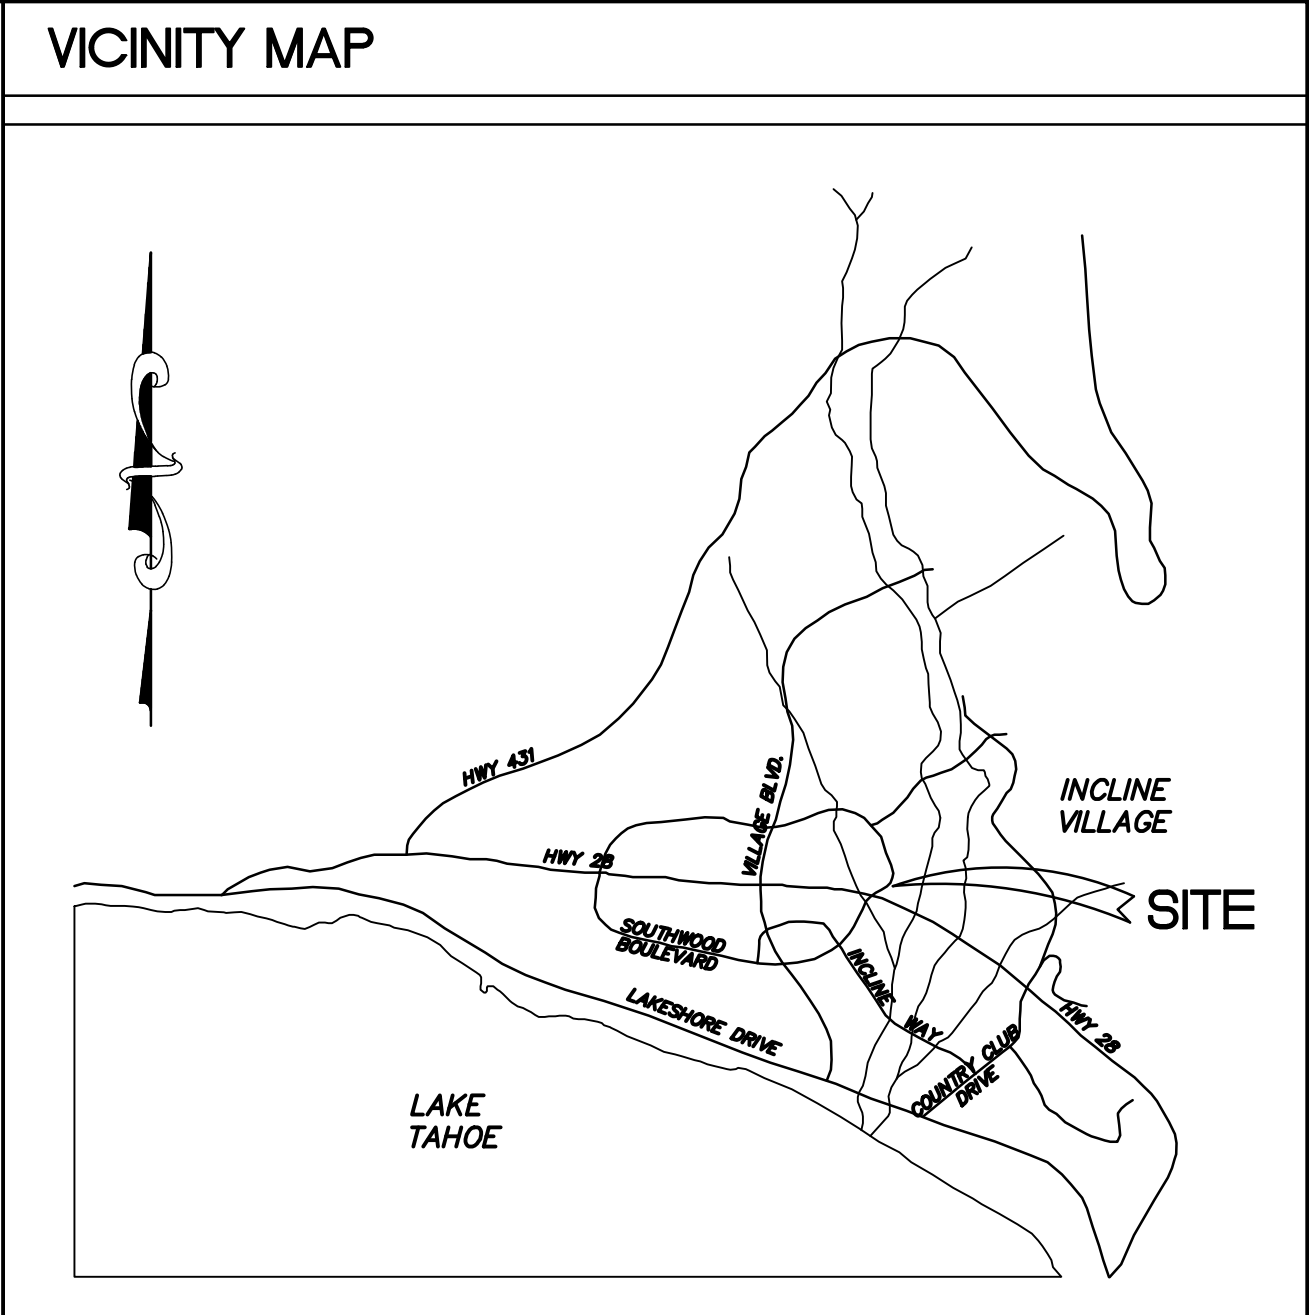 VICINITY MAP
HWY 431
VILLAGE BLVD.
INCLINE
VILLAGE
HWY 28
SITE
SOUTHWOOD
BOULEVARD
INCLINE WAY
LAKESHORE DRIVE
HWY 28
COUNTRY CLUB
DRIVE
LAKE
TAHOE